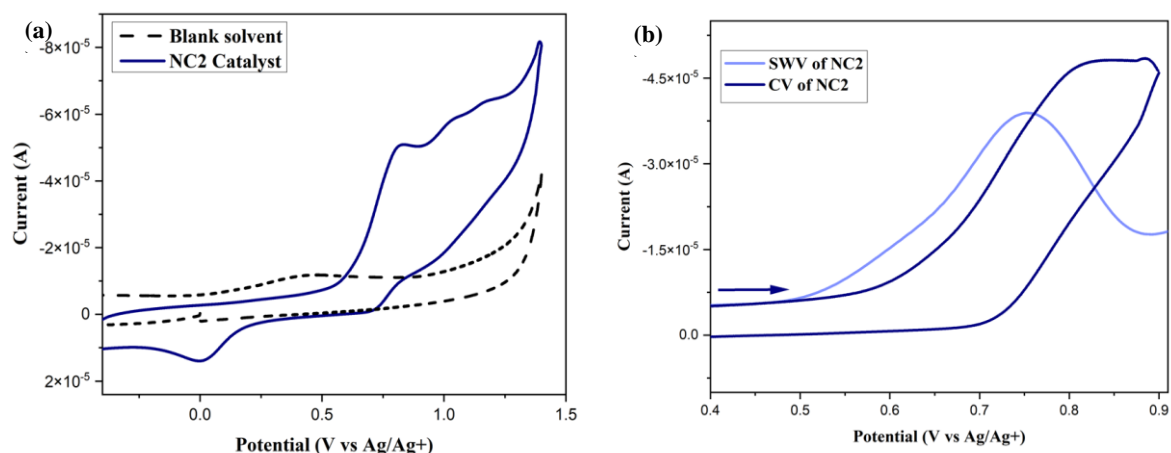 (a)
Blank solvent
NC2 Catalyst
-8×10⁻⁵
-6×10⁻⁵
-4×10⁻⁵
-2×10⁻⁵
0
2×10⁻⁵
Current (A)
0.0
0.5
1.0
1.5
Potential (V vs Ag/Ag+)
(b)
SWV of NC2
CV of NC2
-4.5×10⁻⁵
-3.0×10⁻⁵
-1.5×10⁻⁵
0.0
Current (A)
0.4
0.5
0.6
0.7
0.8
0.9
Potential (V vs Ag/Ag+)